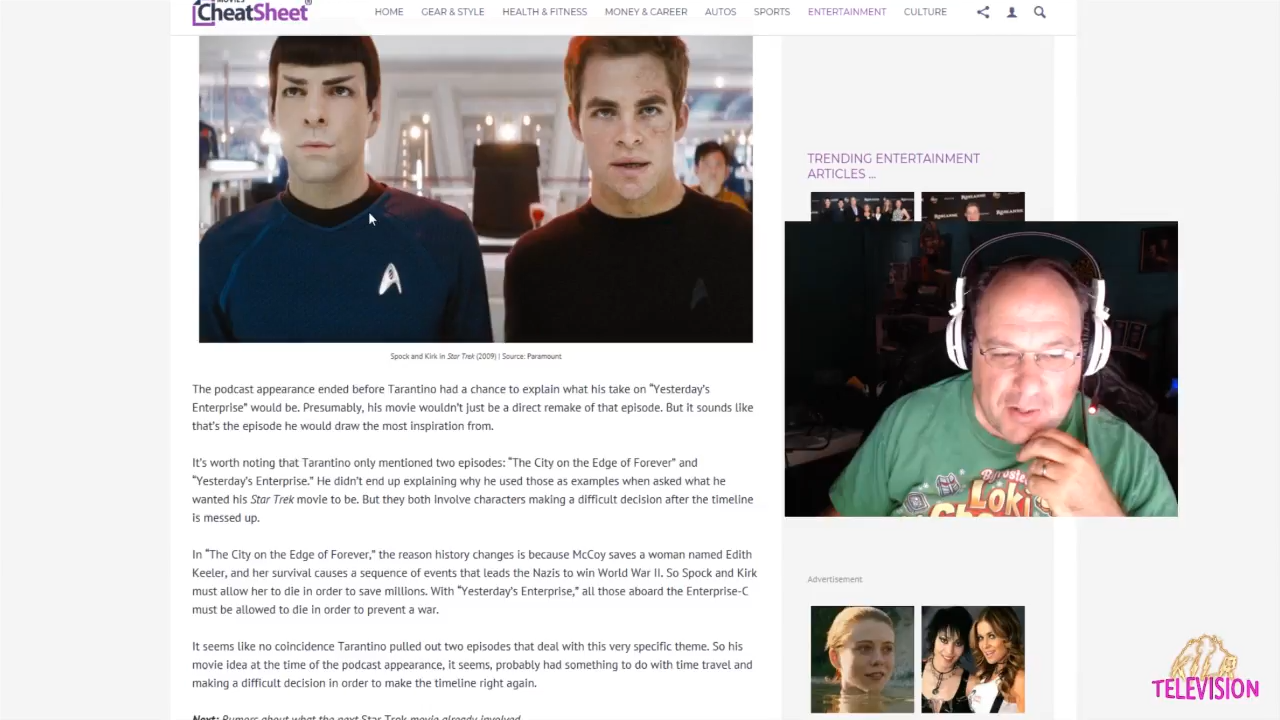 MOVIES
CheatSheet
HOME GEAR & STYLE HEALTH & FITNESS MONEY & CAREER AUTOS SPORTS ENTERTAINMENT CULTURE
TRENDING ENTERTAINMENT
ARTICLES ...
Spock and Kirk in Star Trek (2009) | Source: Paramount
The podcast appearance ended before Tarantino had a chance to explain what his take on “Yesterday’s
Enterprise” would be. Presumably, his movie wouldn’t just be a direct remake of that episode. But it sounds like
that’s the episode he would draw the most inspiration from.
It’s worth noting that Tarantino only mentioned two episodes: “The City on the Edge of Forever” and
“Yesterday’s Enterprise.” He didn’t end up explaining why he used those as examples when asked what he
wanted his Star Trek movie to be. But they both involve characters making a difficult decision after the timeline
is messed up.
In “The City on the Edge of Forever,” the reason history changes is because McCoy saves a woman named Edith
Keeler, and her survival causes a sequence of events that leads the Nazis to win World War II. So Spock and Kirk
must allow her to die in order to save millions. With “Yesterday’s Enterprise,” all those aboard the Enterprise-C
must be allowed to die in order to prevent a war.
It seems like no coincidence Tarantino pulled out two episodes that deal with this very specific theme. So his
movie idea at the time of the podcast appearance, it seems, probably had something to do with time travel and
making a difficult decision in order to make the timeline right again.
Next: Rumors about what the next Star Trek movie already involved
Loki
Advertisement
KILB
TELEVISION